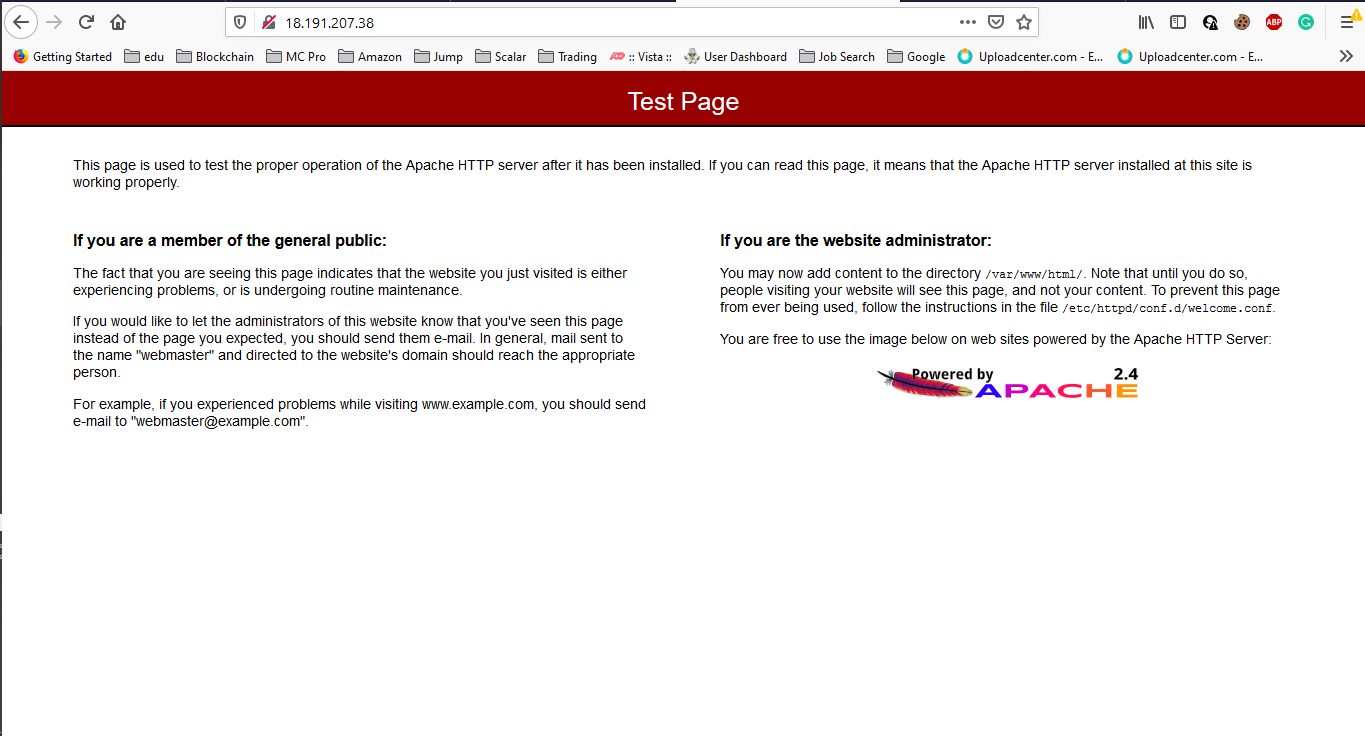 18.191.207.38
Getting Started edu Blockchain MC Pro Amazon Jump Scalar Trading :: Vista :: User Dashboard Job Search Google Uploadcenter.com - E... Uploadcenter.com - E...
Test Page
This page is used to test the proper operation of the Apache HTTP server after it has been installed. If you can read this page, it means that the Apache HTTP server installed at this site is
working properly.
If you are a member of the general public:
The fact that you are seeing this page indicates that the website you just visited is either
experiencing problems, or is undergoing routine maintenance.
If you would like to let the administrators of this website know that you've seen this page
instead of the page you expected, you should send them e-mail. In general, mail sent to
the name "webmaster" and directed to the website's domain should reach the appropriate
person.
For example, if you experienced problems while visiting www.example.com, you should send
e-mail to "webmaster@example.com".
If you are the website administrator:
You may now add content to the directory /var/www/html/. Note that until you do so,
people visiting your website will see this page, and not your content. To prevent this page
from ever being used, follow the instructions in the file /etc/httpd/conf.d/welcome.conf.
You are free to use the image below on web sites powered by the Apache HTTP Server:
Powered by 2.4
APACHE